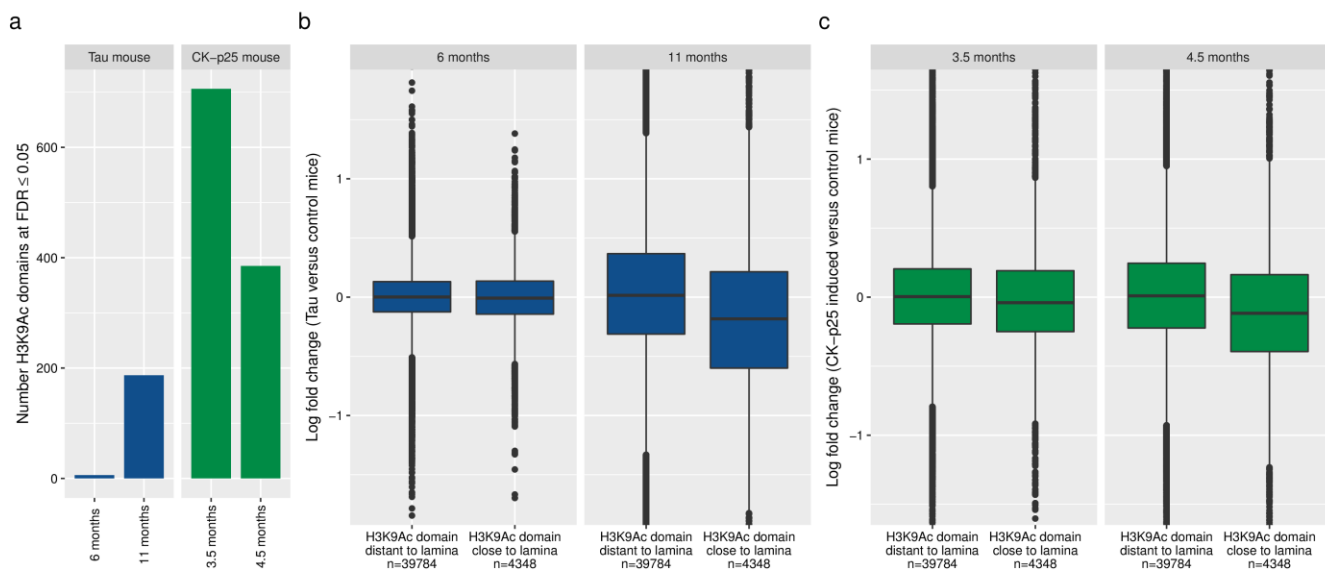 a
Tau mouse
CK−p25 mouse
Number H3K9Ac domains at FDR ≤ 0.05
600
400
200
0
6 months
11 months
3.5 months
4.5 months
b
6 months
11 months
Log fold change (Tau versus control mice)
1
0
−1
H3K9Ac domain
distant to lamina
n=39784
H3K9Ac domain
close to lamina
n=4348
H3K9Ac domain
distant to lamina
n=39784
H3K9Ac domain
close to lamina
n=4348
c
3.5 months
4.5 months
Log fold change (CK−p25 induced versus control mice)
1
0
−1
H3K9Ac domain
distant to lamina
n=39784
H3K9Ac domain
close to lamina
n=4348
H3K9Ac domain
distant to lamina
n=39784
H3K9Ac domain
close to lamina
n=4348